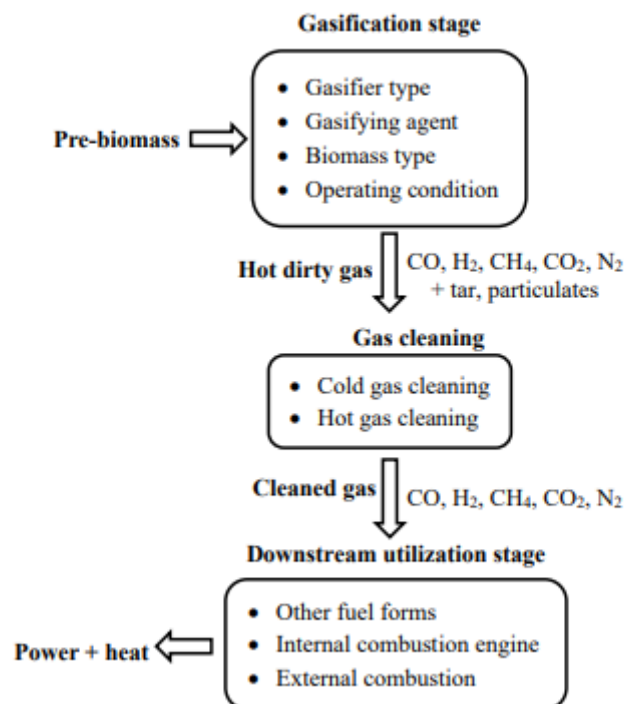 Gasification stage
• Gasifier type
• Gasifying agent
Pre-biomass
• Biomass type
• Operating condition
Hot dirty gas
CO, H₂, CH₄, CO₂, N₂
+ tar, particulates
Gas cleaning
• Cold gas cleaning
• Hot gas cleaning
Cleaned gas
CO, H₂, CH₄, CO₂, N₂
Downstream utilization stage
• Other fuel forms
• Internal combustion engine
• External combustion
Power + heat